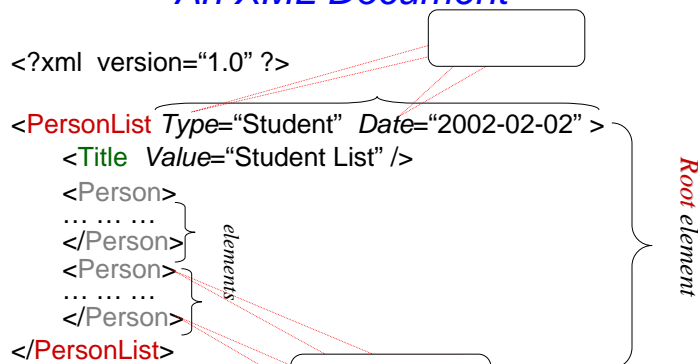 An XML Document
<?xml version=“1.0” ?>
<PersonList Type=“Student” Date=“2002-02-02” >
<Title Value=“Student List” />
<Person>
… … …
</Person>
<Person>
… … …
</Person>
</PersonList>
elements
Root element